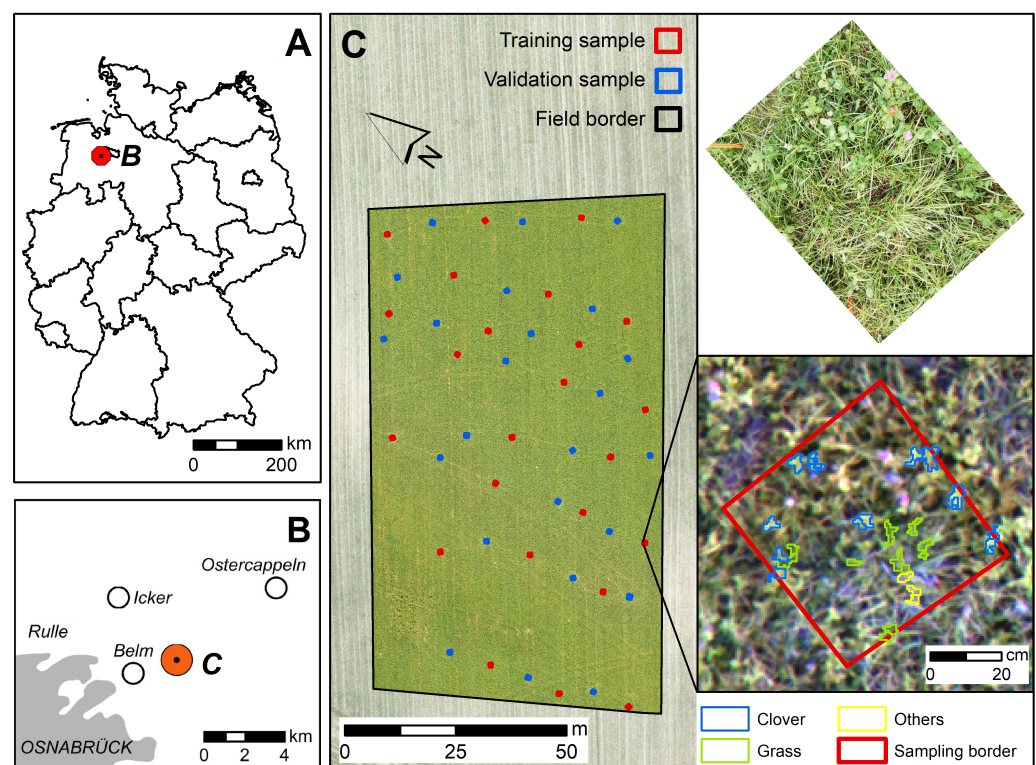 A
B
km
0 200
B
Ostercappeln
Icker
Rulle
Belm
C
OSNABRÜCK
km
0 2 4
C
Training sample
Validation sample
Field border
N
m
0 25 50
cm
0 20
Clover
Others
Grass
Sampling border